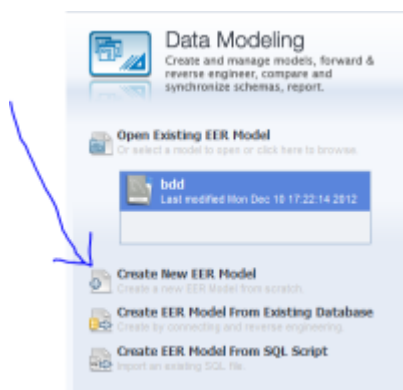 Data Modeling
Create and manage models, forward &
reverse engineer, compare and
synchronize schemas, report.
Open Existing EER Model
Or select a model to open or click here to browse.
bdd
Last modified Mon Dec 10 17:22:14 2012
Create New EER Model
Create a new EER Model from scratch.
Create EER Model From Existing Database
Create by connecting and reverse engineering.
Create EER Model From SQL Script
Import an existing SQL file.